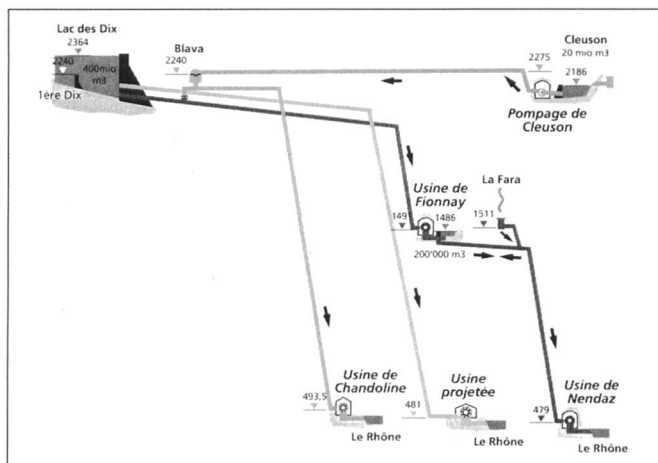 Lac des Dix
2364
2240
400mio
m3
1ère Dix
Blava
2240
Cleuson
20 mio m3
2275
2186
Pompage de
Cleuson
Usine de
Fionnay
La Fara
149
1486
1511
200'000 m3
Usine de
Chandoline
493,5
Le Rhône
Usine
projetée
481
Le Rhône
Usine de
Nendaz
479
Le Rhône